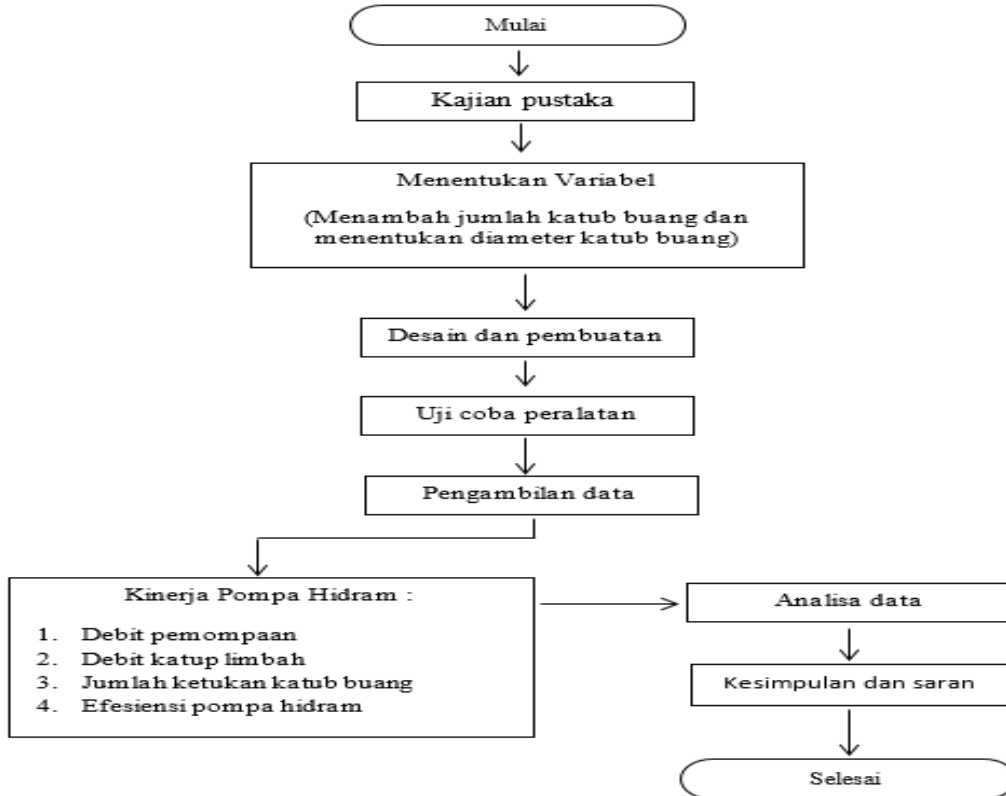 Mulai
Kajian pustaka
Menentukan Variabel
(Menambah jumlah katub buang dan
menentukan diameter katub buang)
Desain dan pembuatan
Uji coba peralatan
Pengambilan data
Kinerja Pompa Hidram :
1. Debit pemompaan
2. Debit katup limbah
3. Jumlah ketukan katub buang
4. Efesiensi pompa hidram
Analisa data
Kesimpulan dan saran
Selesai